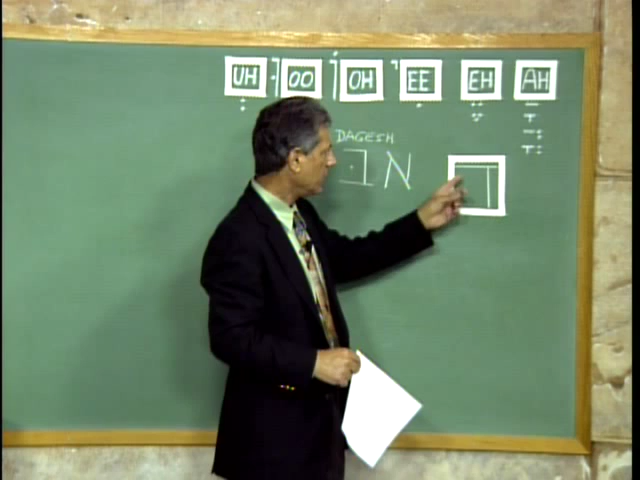 UH OO OH EE EH AH
DAGESH
ד א בּ